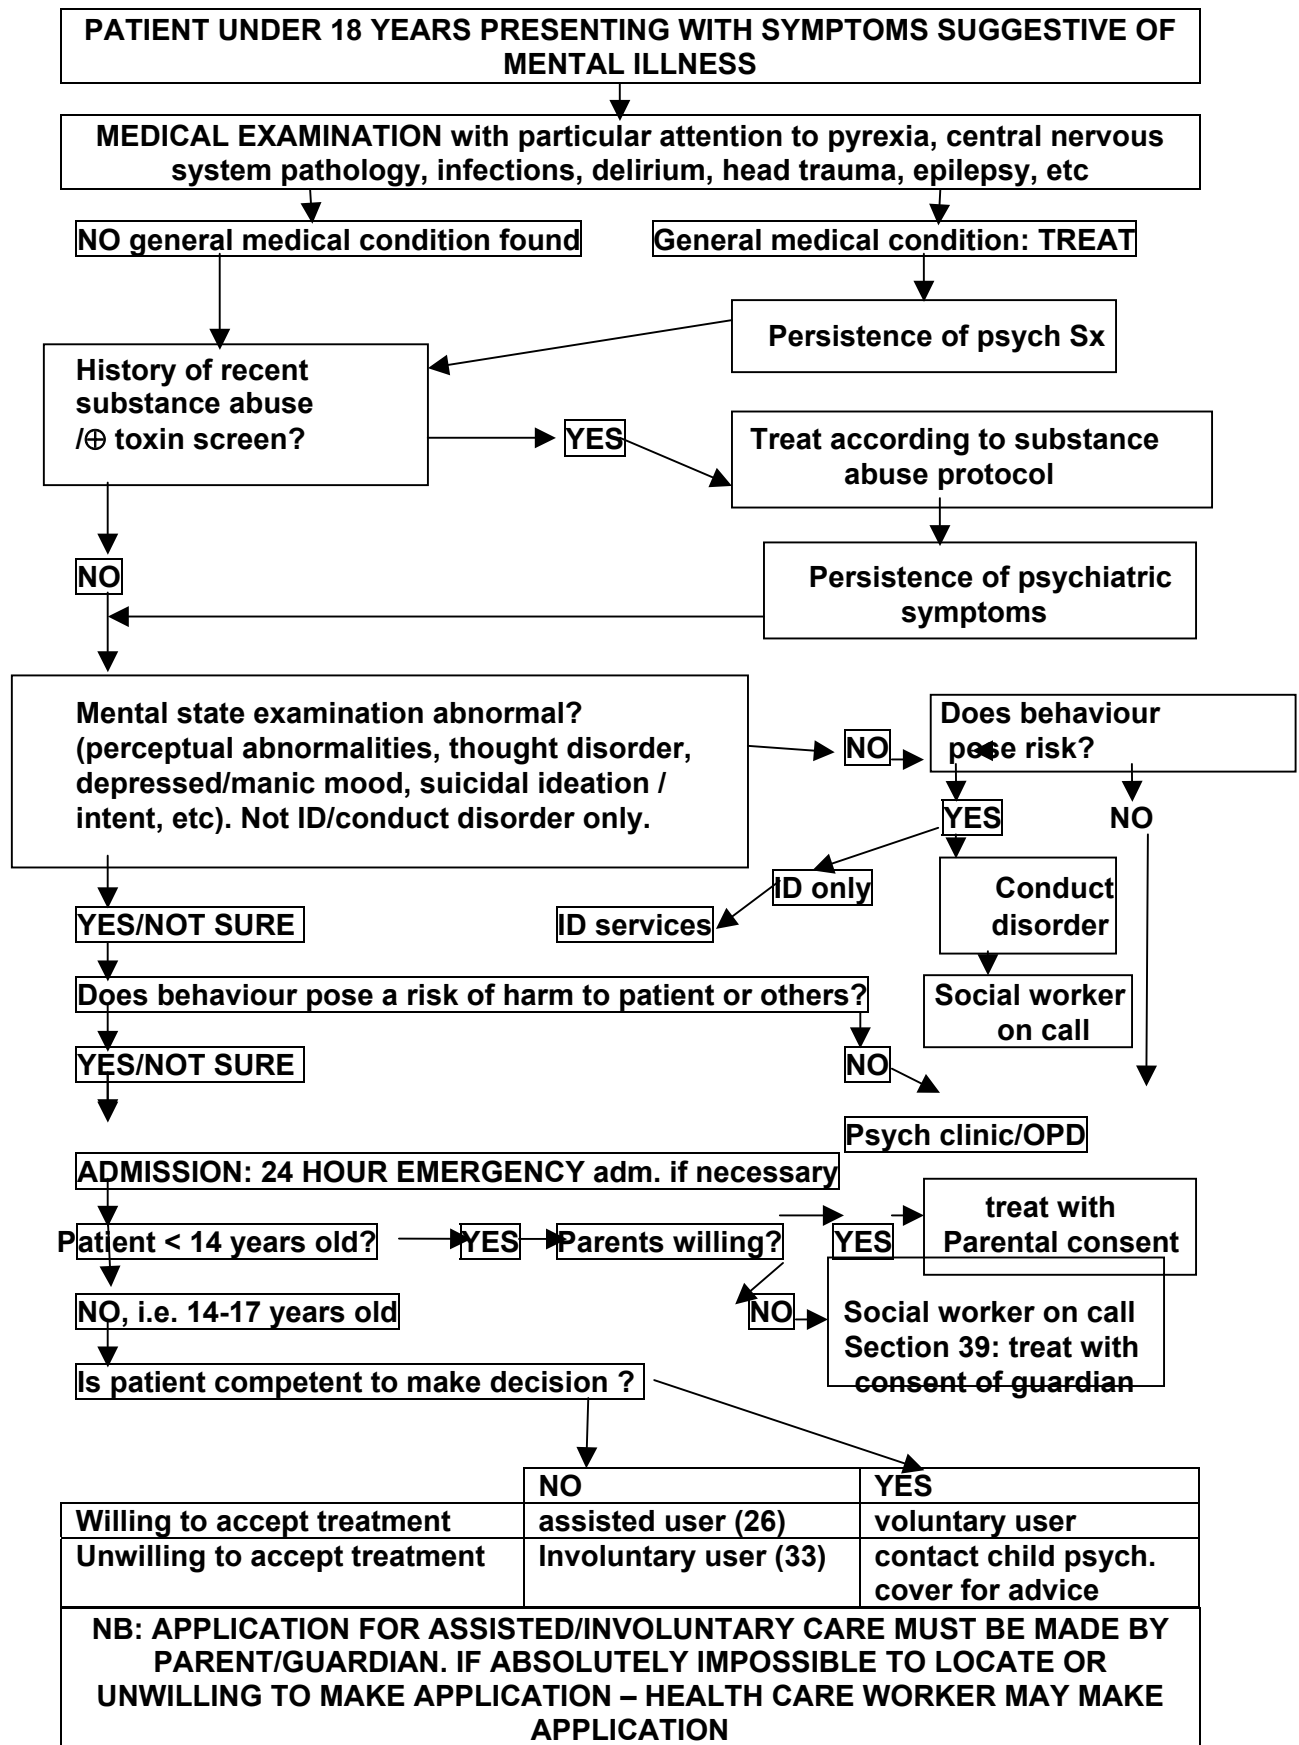 PATIENT UNDER 18 YEARS PRESENTING WITH SYMPTOMS SUGGESTIVE OF
MENTAL ILLNESS
MEDICAL EXAMINATION with particular attention to pyrexia, central nervous
system pathology, infections, delirium, head trauma, epilepsy, etc
NO general medical condition found
General medical condition: TREAT
Persistence of psych Sx
History of recent
substance abuse
/⊕ toxin screen?
YES
Treat according to substance
abuse protocol
NO
Persistence of psychiatric
symptoms
Mental state examination abnormal?
(perceptual abnormalities, thought disorder,
depressed/manic mood, suicidal ideation /
intent, etc). Not ID/conduct disorder only.
NO
Does behaviour
pose risk?
YES
NO
ID only
Conduct
disorder
YES/NOT SURE
ID services
Does behaviour pose a risk of harm to patient or others?
Social worker
on call
YES/NOT SURE
NO
Psych clinic/OPD
ADMISSION: 24 HOUR EMERGENCY adm. if necessary
Patient < 14 years old?
YES
Parents willing?
YES
treat with
Parental consent
NO, i.e. 14-17 years old
NO
Social worker on call
Section 39: treat with
consent of guardian
Is patient competent to make decision ?
NO YES
Willing to accept treatment assisted user (26) voluntary user
Unwilling to accept treatment Involuntary user (33) contact child psych.
cover for advice
NB: APPLICATION FOR ASSISTED/INVOLUNTARY CARE MUST BE MADE BY
PARENT/GUARDIAN. IF ABSOLUTELY IMPOSSIBLE TO LOCATE OR
UNWILLING TO MAKE APPLICATION – HEALTH CARE WORKER MAY MAKE
APPLICATION